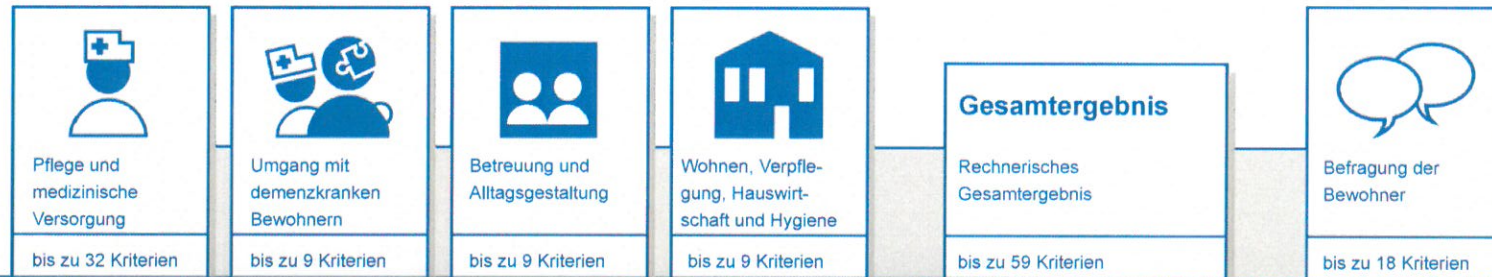 Pflege und
medizinische
Versorgung
bis zu 32 Kriterien
Umgang mit
demenzkranken
Bewohnern
bis zu 9 Kriterien
Betreuung und
Alltagsgestaltung
bis zu 9 Kriterien
Wohnen, Verpfle-
gung, Hauswirt-
schaft und Hygiene
bis zu 9 Kriterien
Gesamtergebnis
Rechnerisches
Gesamtergebnis
bis zu 59 Kriterien
Befragung der
Bewohner
bis zu 18 Kriterien